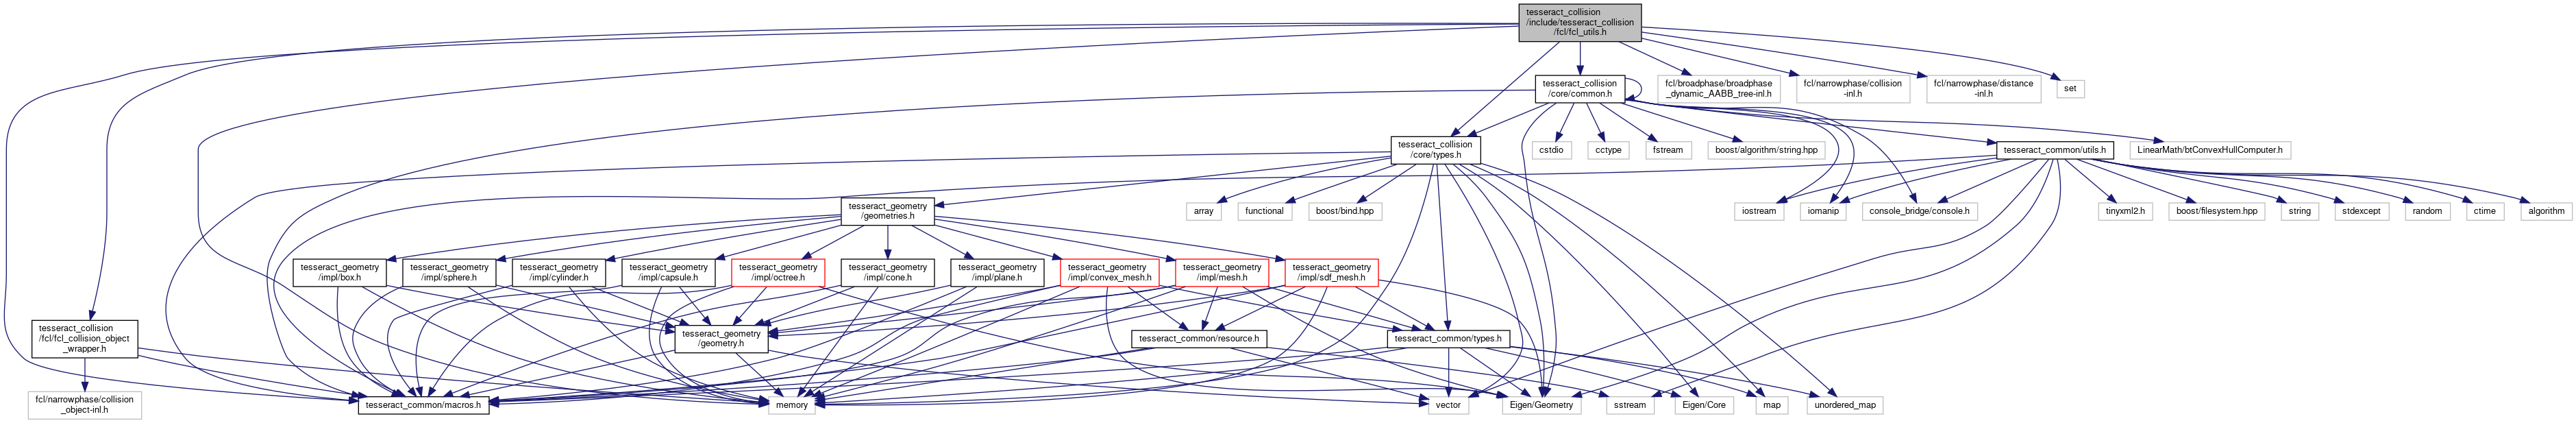 tesseract_collision
/include/tesseract_collision
/fcl/fcl_utils.h
tesseract_collision
/core/common.h
fcl/broadphase/broadphase
_dynamic_AABB_tree-inl.h
fcl/narrowphase/collision
-inl.h
fcl/narrowphase/distance
-inl.h
set
tesseract_collision
/core/types.h
cstdio
cctype
fstream
boost/algorithm/string.hpp
tesseract_common/utils.h
LinearMath/btConvexHullComputer.h
tesseract_geometry
/geometries.h
array
functional
boost/bind.hpp
iostream
iomanip
console_bridge/console.h
tinyxml2.h
boost/filesystem.hpp
string
stdexcept
random
ctime
algorithm
tesseract_geometry
/impl/box.h
tesseract_geometry
/impl/sphere.h
tesseract_geometry
/impl/cylinder.h
tesseract_geometry
/impl/capsule.h
tesseract_geometry
/impl/octree.h
tesseract_geometry
/impl/cone.h
tesseract_geometry
/impl/plane.h
tesseract_geometry
/impl/convex_mesh.h
tesseract_geometry
/impl/mesh.h
tesseract_geometry
/impl/sdf_mesh.h
tesseract_collision
/fcl/fcl_collision_object
_wrapper.h
tesseract_geometry
/geometry.h
tesseract_common/resource.h
tesseract_common/types.h
fcl/narrowphase/collision
_object-inl.h
tesseract_common/macros.h
memory
vector
Eigen/Geometry
sstream
Eigen/Core
map
unordered_map